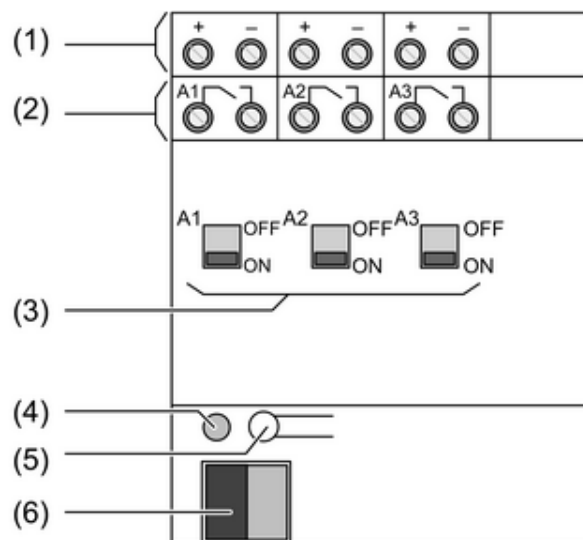 (1) + − + − + −
(2) A1 A2 A3
A1 OFF A2 OFF A3 OFF
ON ON ON
(3)
(4)
(5)
(6)